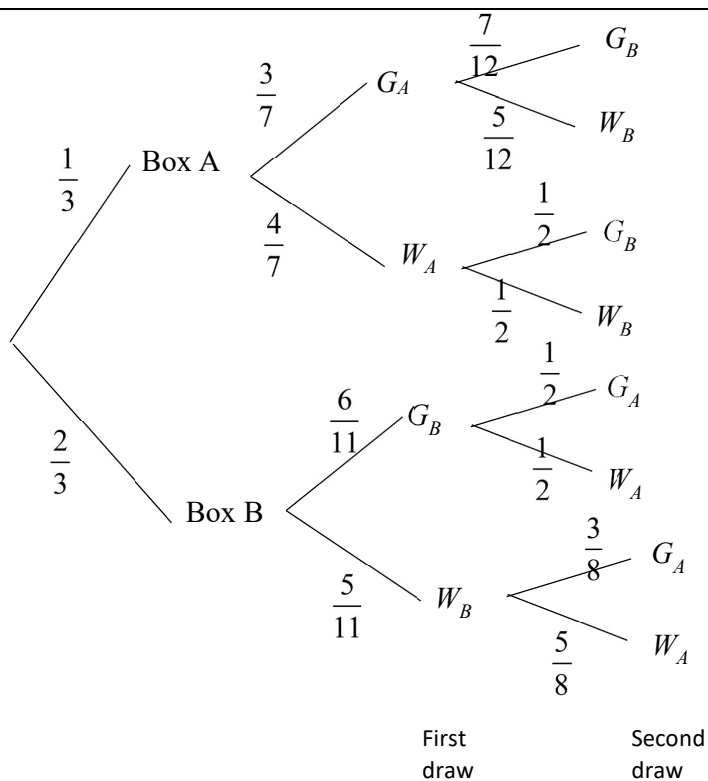 7/12 G_B
3/7 G_A
5/12 W_B
1/3 Box A
4/7 W_A
1/2 G_B
1/2 W_B
1/2 G_A
6/11 G_B
2/3
1/2 W_A
Box B
3/8 G_A
5/11 W_B
5/8 W_A
First draw
Second draw